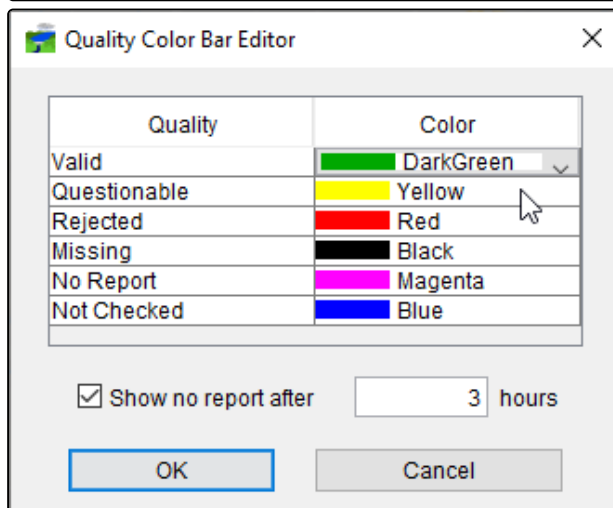 Quality Color Bar Editor
Quality Color
Valid DarkGreen
Questionable Yellow
Rejected Red
Missing Black
No Report Magenta
Not Checked Blue
Show no report after 3 hours
OK Cancel